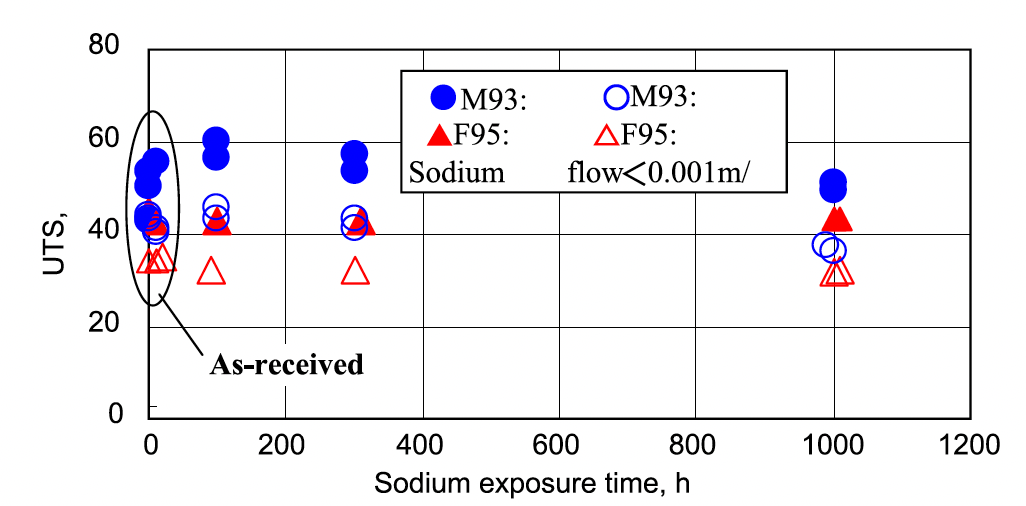 80
60
40
20
0
UTS,
M93: M93:
F95: F95:
Sodium flow<0.001m/
As-received
0 200 400 600 800 1000 1200
Sodium exposure time, h